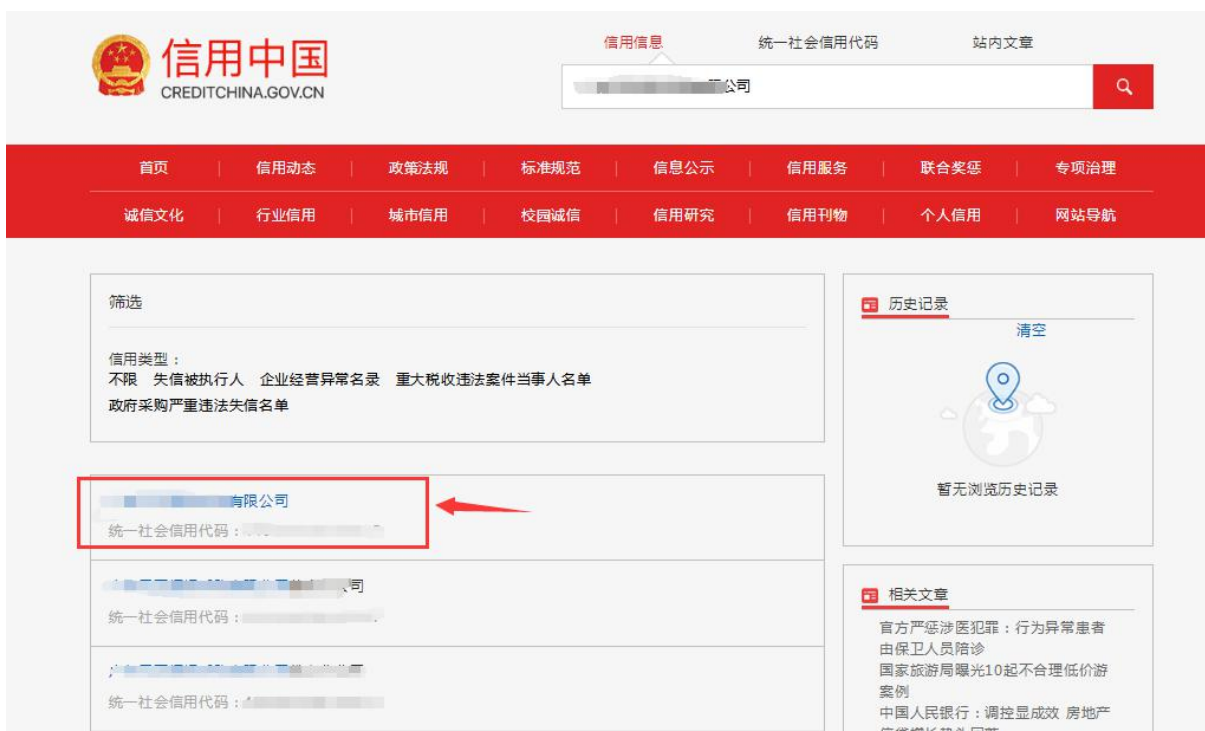 信用信息 统一社会信用代码 站内文章
信用中国
CREDITCHINA.GOV.CN
公司
首页 信用动态 政策法规 标准规范 信息公示 信用服务 联合奖惩 专项治理
诚信文化 行业信用 城市信用 校园诚信 信用研究 信用刊物 个人信用 网站导航
筛选
信用类型：
不限 失信被执行人 企业经营异常名录 重大税收违法案件当事人名单
政府采购严重违法失信名单
有限公司
统一社会信用代码：
司
统一社会信用代码：
统一社会信用代码：
历史记录
清空
暂无浏览历史记录
相关文章
官方严惩涉医犯罪：行为异常患者
由保卫人员陪诊
国家旅游局曝光10起不合理低价游
案例
中国人民银行：调控显成效 房地产